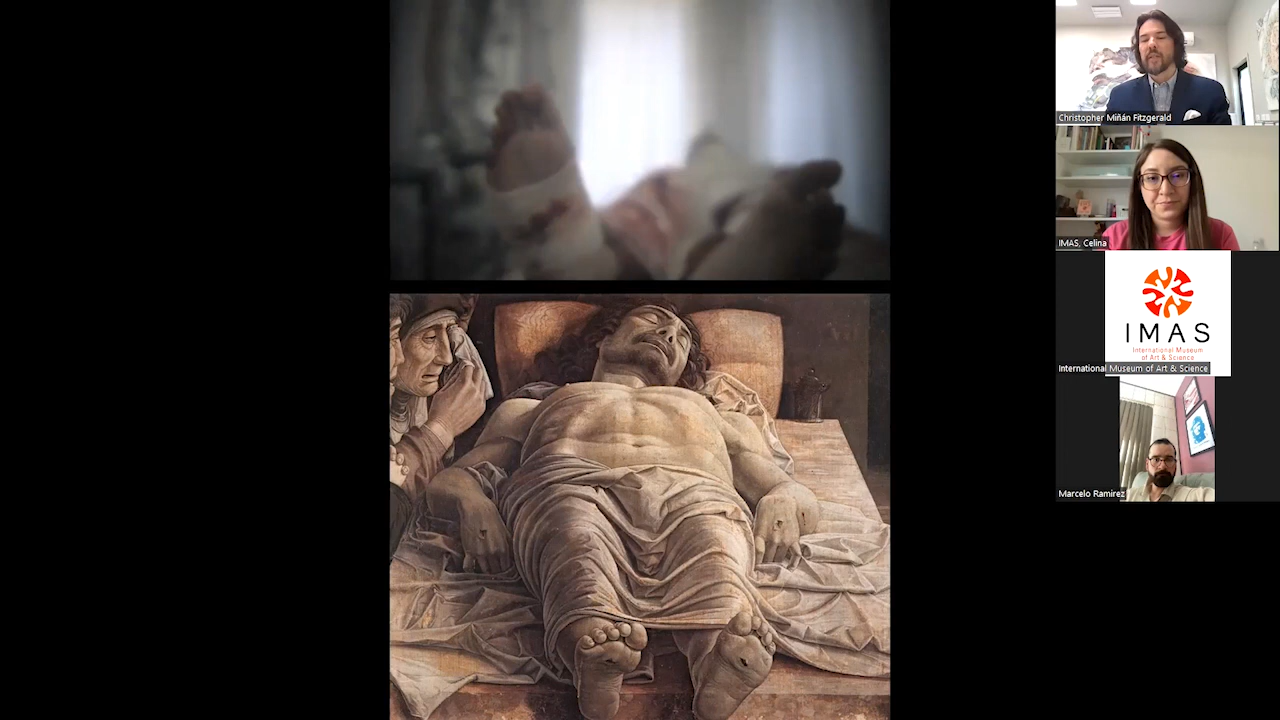 Christopher Miñán Fitzgerald
IMAS, Celina
IMAS
International Museum
of Art & Science
International Museum of Art & Science
Marcelo Ramirez